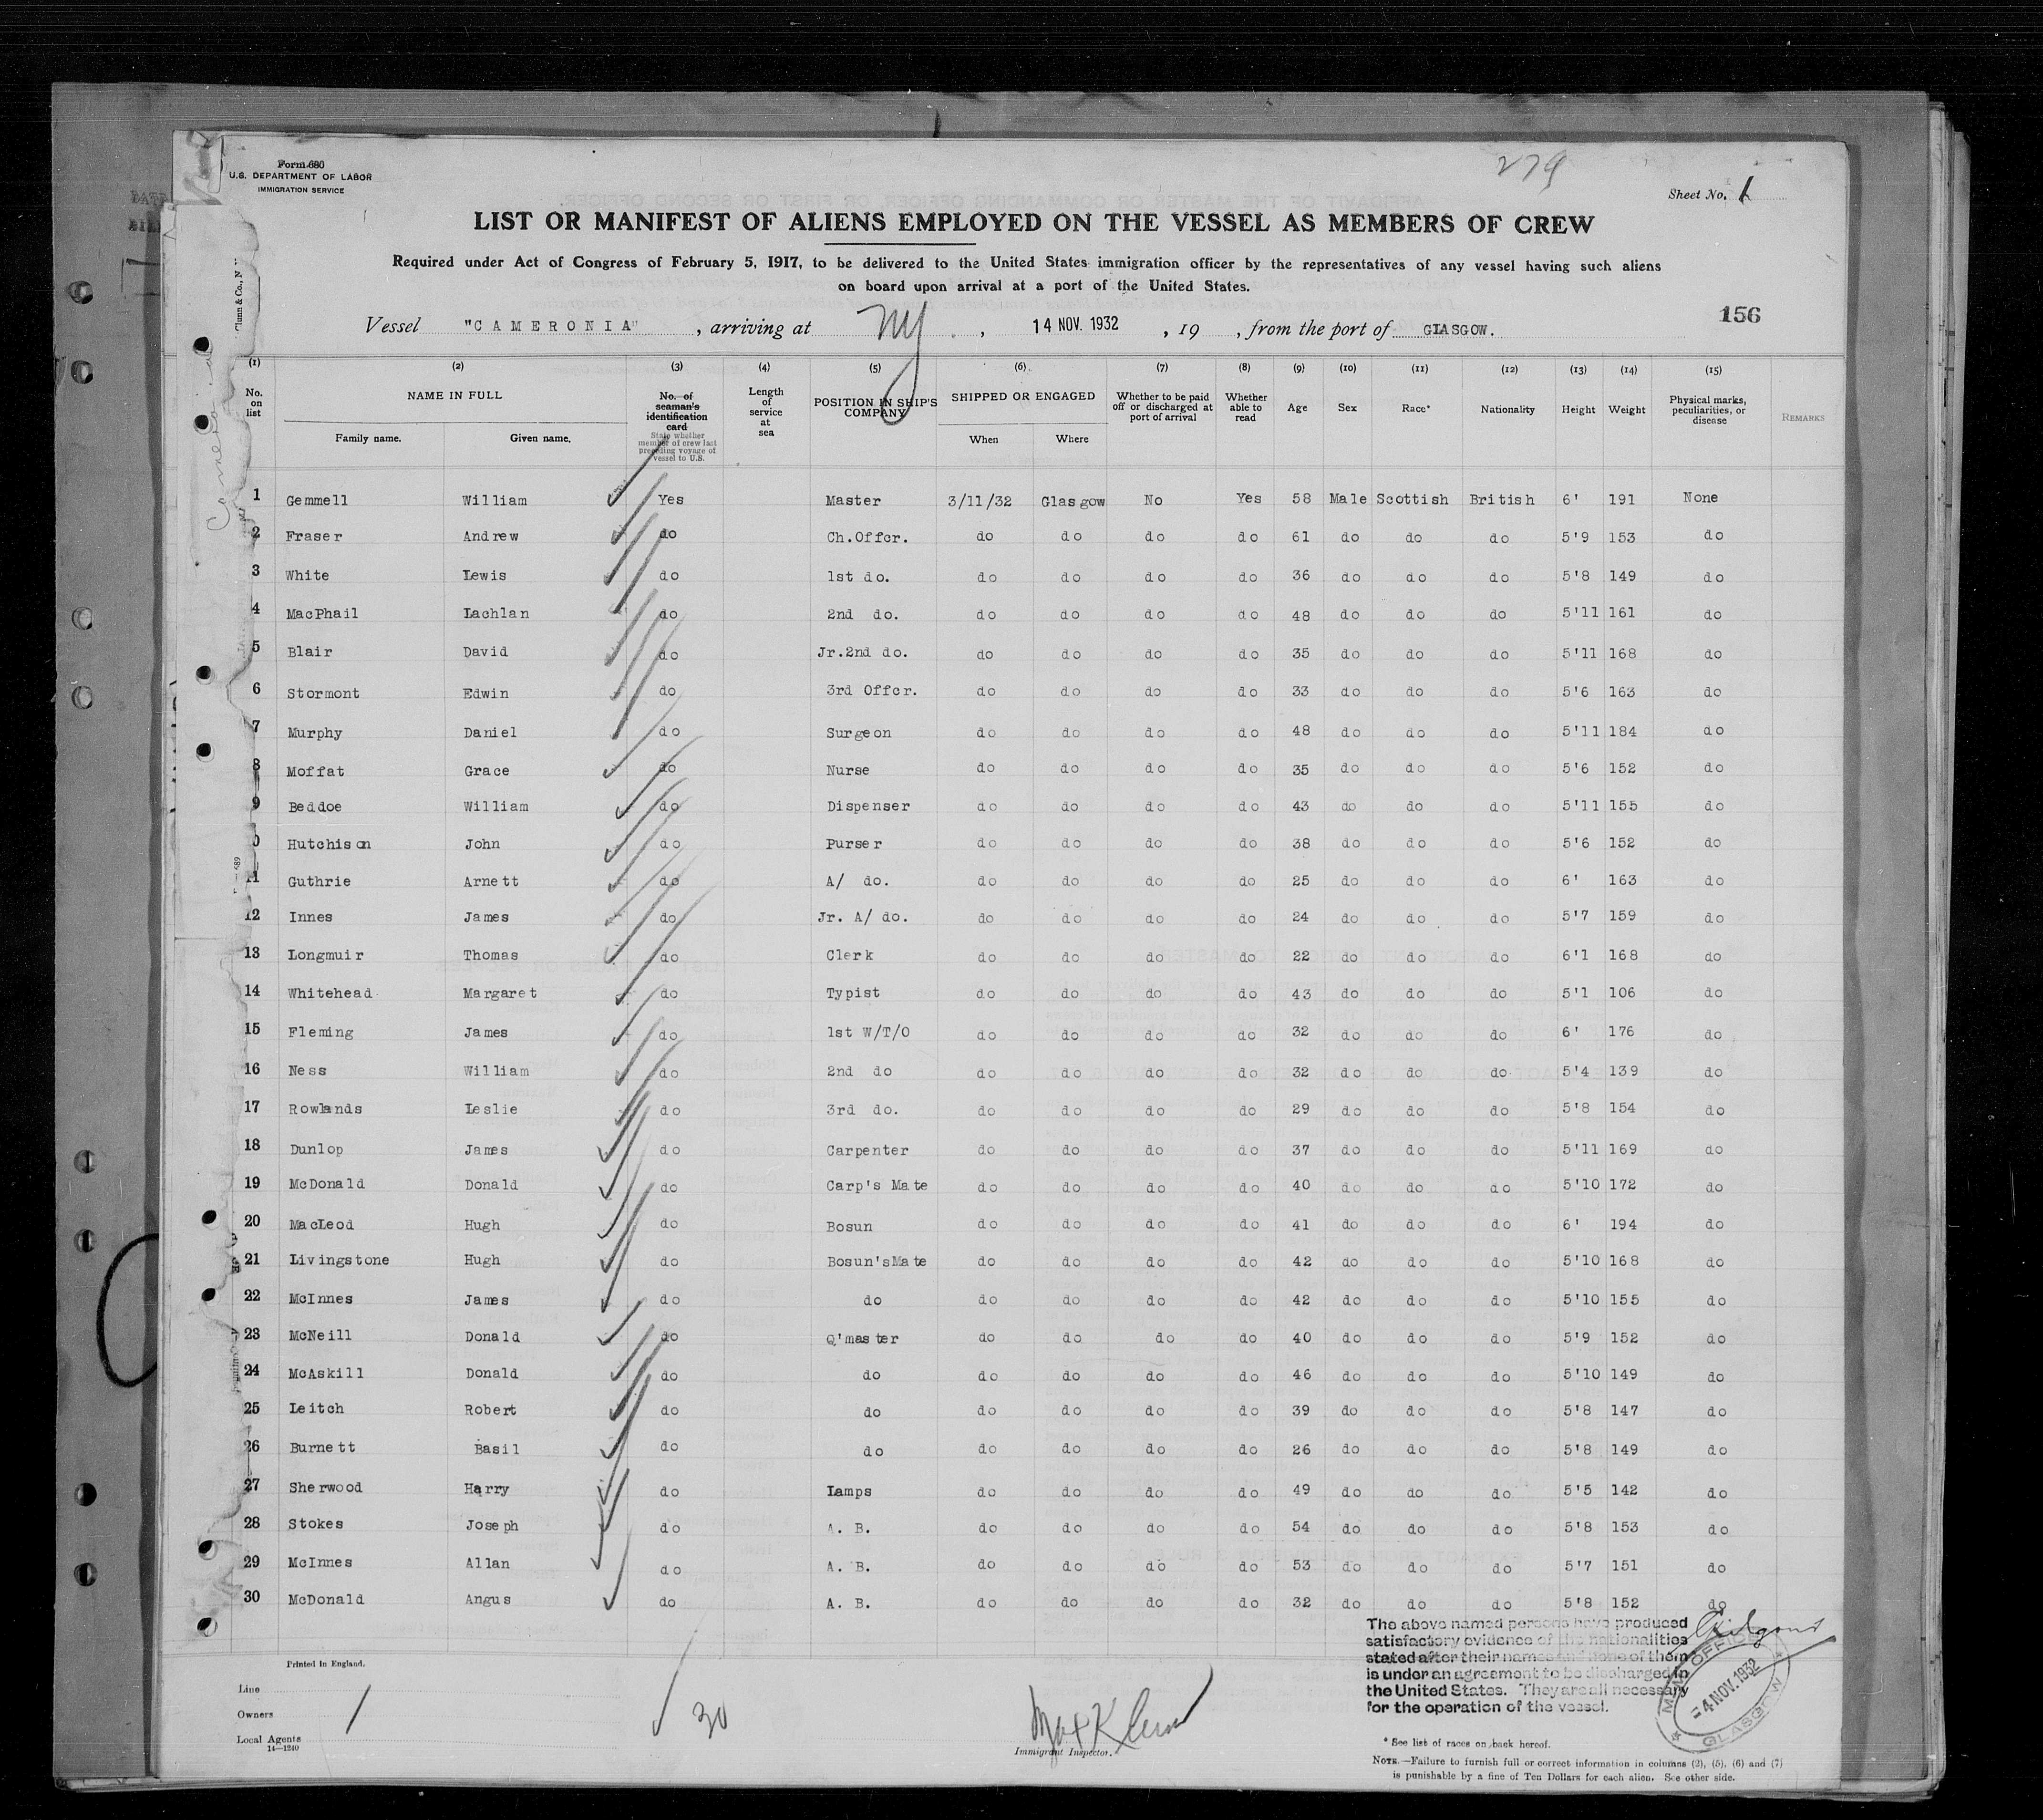 279
Form 680
U.S. DEPARTMENT OF LABOR
IMMIGRATION SERVICE
Sheet No. 1
LIST OR MANIFEST OF ALIENS EMPLOYED ON THE VESSEL AS MEMBERS OF CREW
Required under Act of Congress of February 5, 1917, to be delivered to the United States immigration officer by the representatives of any vessel having such aliens
on board upon arrival at a port of the United States.
156
Vessel "CAMERONIA", arriving at NY., 14 NOV. 1932, 19 , from the port of GLASGOW.
(1) (2) (3) (4) (5) (6) (7) (8) (9) (10) (11) (12) (13) (14) (15)
No. on list NAME IN FULL Family name. Given name. No. of seaman's identification card State whether member of crew last preceding voyage of vessel to U.S. Length of service at sea POSITION IN SHIP'S COMPANY SHIPPED OR ENGAGED When Where Whether to be paid off or discharged at port of arrival Whether able to read Age Sex Race* Nationality Height Weight Physical marks, peculiarities, or disease REMARKS
1 Gemmell William Yes Master 3/11/32 Glasgow No Yes 58 Male Scottish British 6' 191 None
2 Fraser Andrew do Ch.Offcr. do do do do 61 do do do 5'9 153 do
3 White Lewis do 1st do. do do do do 36 do do do 5'8 149 do
4 MacPhail Lachlan do 2nd do. do do do do 48 do do do 5'11 161 do
5 Blair David do Jr.2nd do. do do do do 35 do do do 5'11 168 do
6 Stormont Edwin do 3rd Offcr. do do do do 33 do do do 5'6 163 do
7 Murphy Daniel do Surgeon do do do do 48 do do do 5'11 184 do
8 Moffat Grace do Nurse do do do do 35 do do do 5'6 152 do
9 Beddoe William do Dispenser do do do do 43 do do do 5'11 155 do
0 Hutchison John do Purser do do do do 38 do do do 5'6 152 do
11 Guthrie Arnett do A/ do. do do do do 25 do do do 6' 163 do
12 Innes James do Jr. A/ do. do do do do 24 do do do 5'7 159 do
13 Longmuir Thomas do Clerk do do do do 22 do do do 6'1 168 do
14 Whitehead Margaret do Typist do do do do 43 do do do 5'1 106 do
15 Fleming James do 1st W/T/O do do do do 32 do do do 6' 176 do
16 Ness William do 2nd do do do do do 32 do do do 5'4 139 do
17 Rowlands Leslie do 3rd do. do do do do 29 do do do 5'8 154 do
18 Dunlop James do Carpenter do do do do 37 do do do 5'11 169 do
19 McDonald Donald do Carp's Mate do do do do 40 do do do 5'10 172 do
20 MacLeod Hugh do Bosun do do do do 41 do do do 6' 194 do
21 Livingstone Hugh do Bosun'sMate do do do do 42 do do do 5'10 168 do
22 McInnes James do do do do do do 42 do do do 5'10 155 do
23 McNeill Donald do Q'master do do do do 40 do do do 5'9 152 do
24 McAskill Donald do do do do do do 46 do do do 5'10 149 do
25 Leitch Robert do do do do do do 39 do do do 5'8 147 do
26 Burnett Basil do do do do do do 26 do do do 5'8 149 do
27 Sherwood Harry do Lamps do do do do 49 do do do 5'5 142 do
28 Stokes Joseph do A. B. do do do do 54 do do do 5'8 153 do
29 McInnes Allan do A. B. do do do do 53 do do do 5'7 151 do
30 McDonald Angus do A. B. do do do do 32 do do do 5'8 152 do
The above named persons have produced
satisfactory evidence of the nationalities
stated after their names and none of them
is under an agreement to be discharged in
the United States. They are all necessary
for the operation of the vessel.
M.M. OFFICE
=4 NOV. 1932
GLASGOW
Printed in England.
Line
Owners 1
Local Agents
14—1240
30
Max Klein
Immigrant Inspector.
* See list of races on back hereof.
NOTE.—Failure to furnish full or correct information in columns (2), (5), (6) and (7)
is punishable by a fine of Ten Dollars for each alien. See other side.